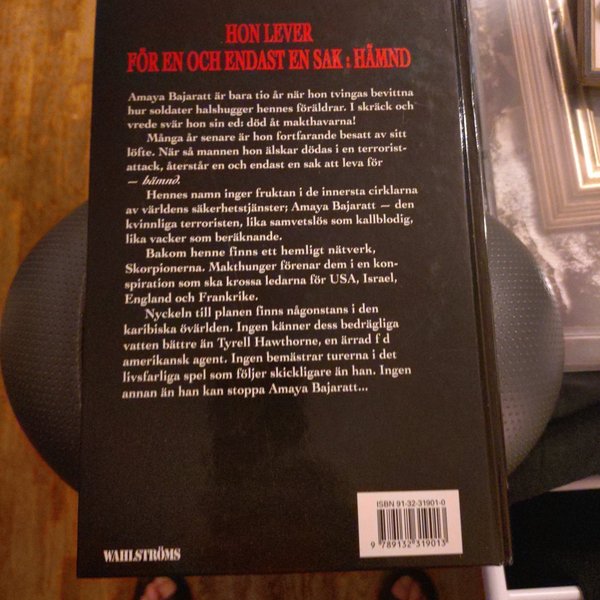 HON LEVER
FÖR EN OCH ENDAST EN SAK : HÄMND
Amaya Bajaratt är bara tio år när hon tvingas bevittna
hur soldater halshugger hennes föräldrar. I skräck och
vrede svär hon sin ed: död åt makthavarna!
Många år senare är hon fortfarande besatt av sitt
löfte. När så mannen hon älskar dödas i en terrorist-
attack, återstår en och endast en sak att leva för
— hämnd.
Hennes namn inger fruktan i de innersta cirklarna
av världens säkerhetstjänster; Amaya Bajaratt — den
kvinnliga terroristen, lika samvetslös som kallblodig,
lika vacker som beräknande.
Bakom henne finns ett hemligt nätverk,
Skorpionerna. Makthunger förenar dem i en kon-
spiration som ska krossa ledarna för USA, Israel,
England och Frankrike.
Nyckeln till planen finns någonstans i den
karibiska övärlden. Ingen känner dess bedrägliga
vatten bättre än Tyrell Hawthorne, en ärrad f d
amerikansk agent. Ingen bemästrar turerna i det
livsfarliga spel som följer skickligare än han. Ingen
annan än han kan stoppa Amaya Bajaratt...
ISBN 91-32-31901-0
9 789132 319013
WAHLSTRÖMS